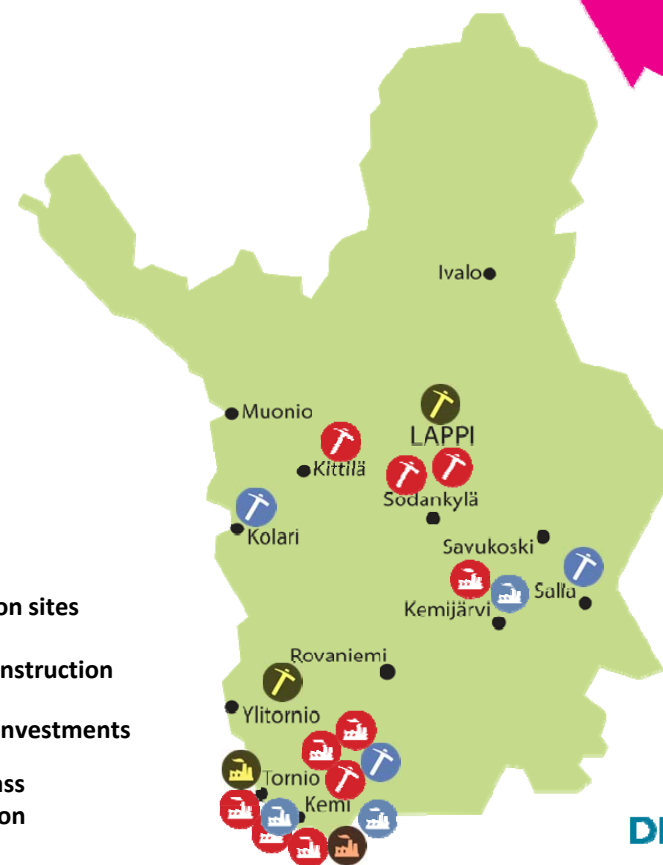 Ivalo
Muonio
LAPPI
Kittilä
Sodankylä
Kolari
Savukoski
Salla
Kemijärvi
on sites
nstruction
Rovaniemi
Ylitornio
nvestments
Tornio
ss
Kemi
on